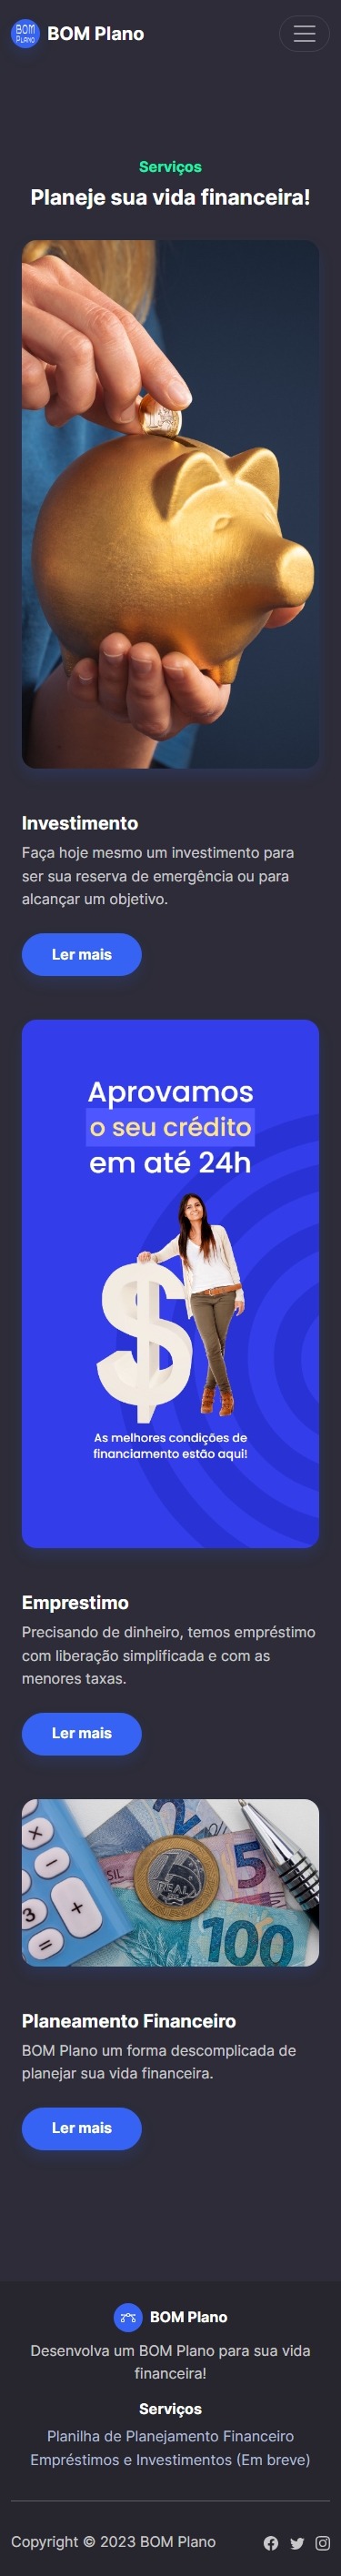 BOM
PLANO
BOM Plano
Serviços
Planeje sua vida financeira!
Investimento
Faça hoje mesmo um investimento para
ser sua reserva de emergência ou para
alcançar um objetivo.
Ler mais
Aprovamos
o seu crédito
em até 24h
$
As melhores condições de
financiamento estão aqui!
Emprestimo
Precisando de dinheiro, temos empréstimo
com liberação simplificada e com as
menores taxas.
Ler mais
×
−
3
+
=
SIL
2
5
REAL
100
Planeamento Financeiro
BOM Plano um forma descomplicada de
planejar sua vida financeira.
Ler mais
BOM Plano
Desenvolva um BOM Plano para sua vida
financeira!
Serviços
Planilha de Planejamento Financeiro
Empréstimos e Investimentos (Em breve)
Copyright © 2023 BOM Plano